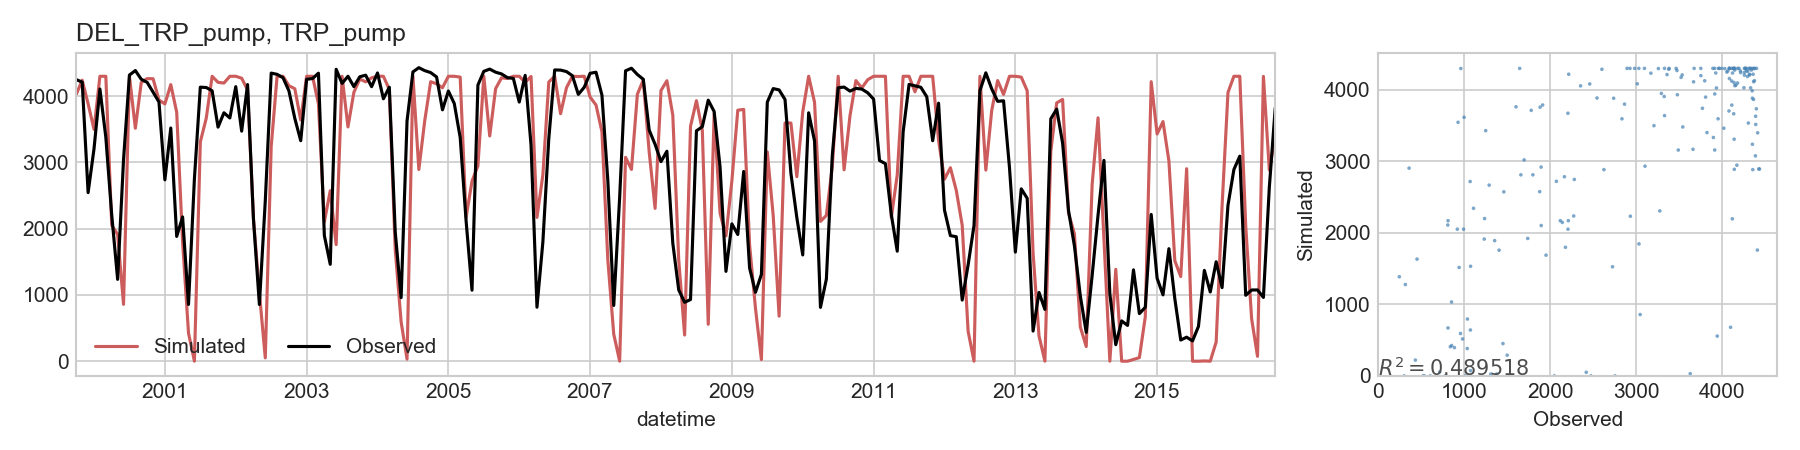 DEL_TRP_pump, TRP_pump
4000
3000
2000
1000
0
Simulated
Observed
2001 2003 2005 2007 2009 2011 2013 2015
datetime
Simulated
4000
3000
2000
1000
0
R² = 0.489518
0 1000 2000 3000 4000
Observed